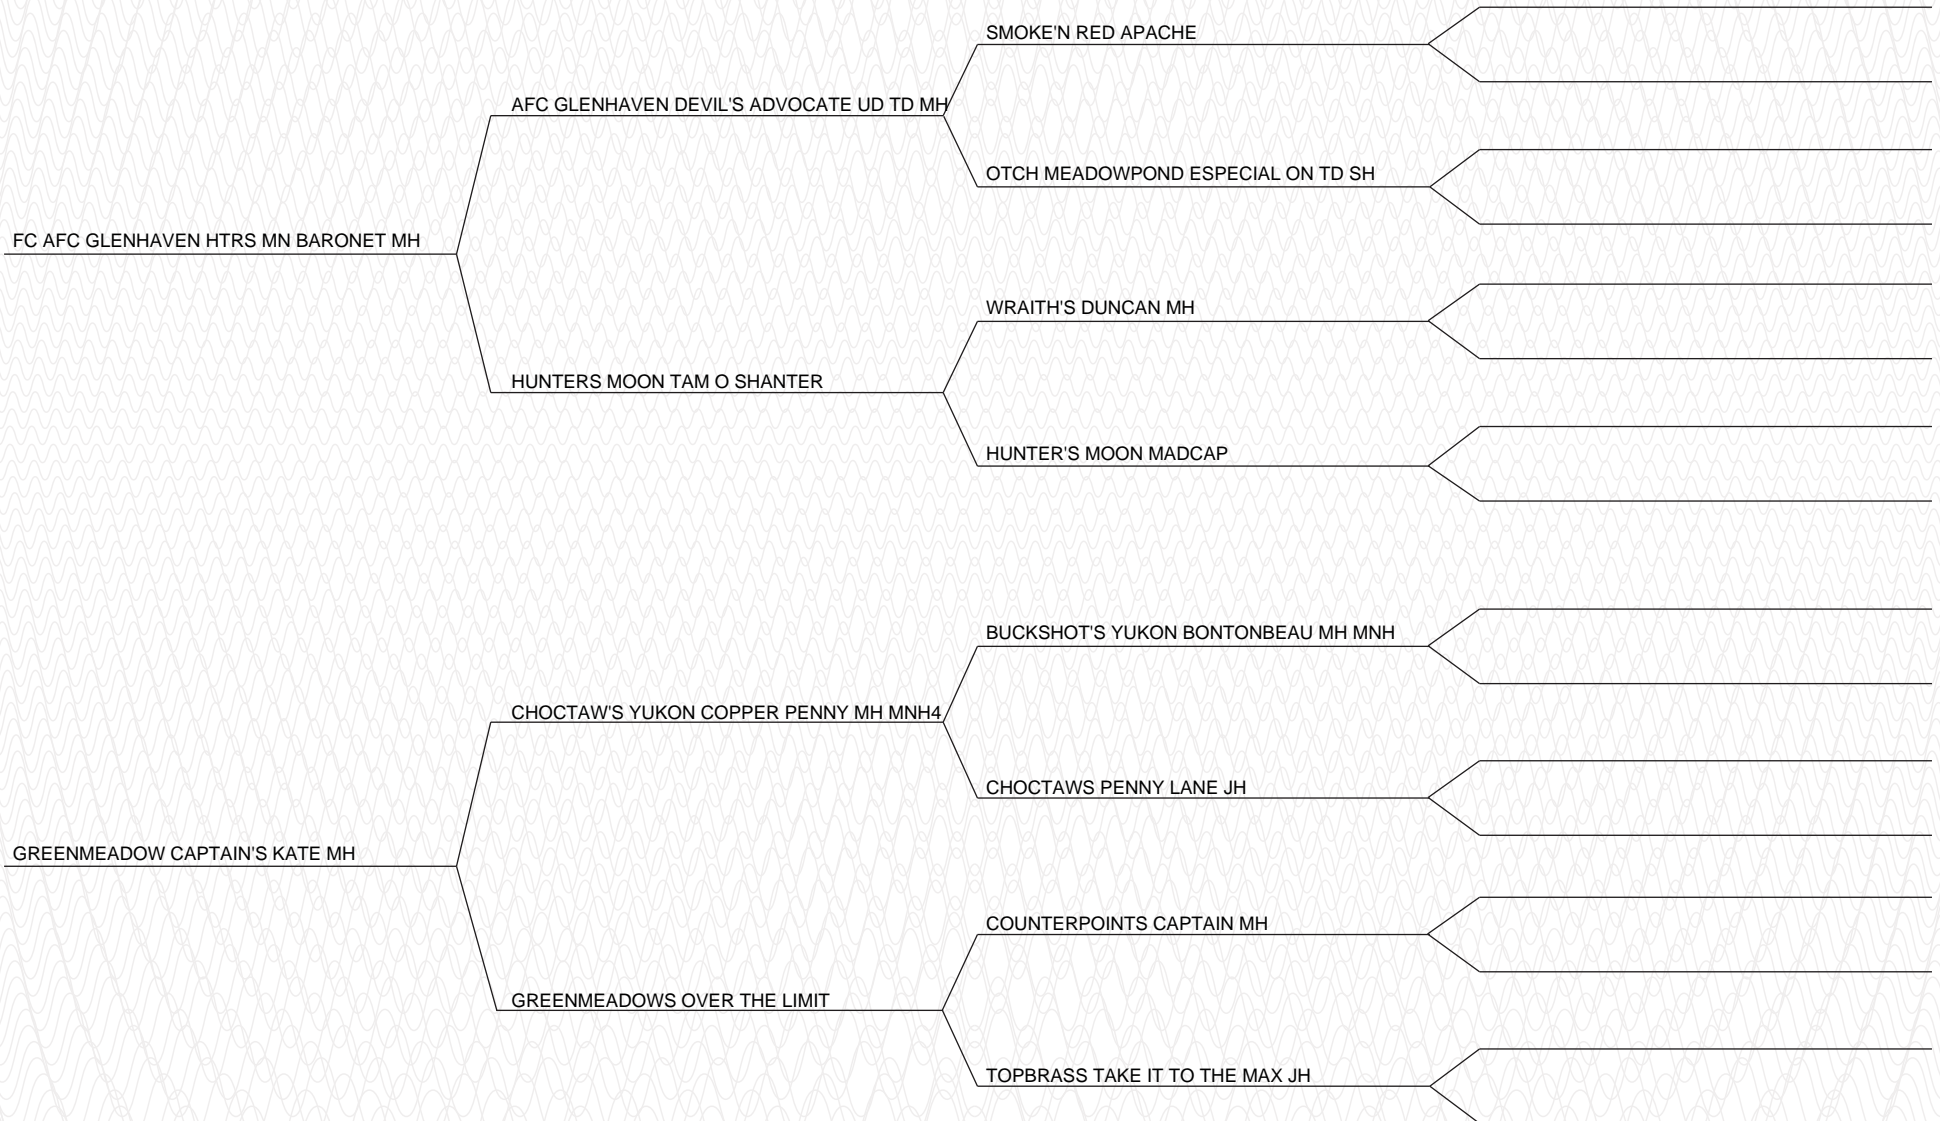 SMOKE'N RED APACHE
AFC GLENHAVEN DEVIL'S ADVOCATE UD TD MH
OTCH MEADOWPOND ESPECIAL ON TD SH
FC AFC GLENHAVEN HTRS MN BARONET MH
WRAITH'S DUNCAN MH
HUNTERS MOON TAM O SHANTER
HUNTER'S MOON MADCAP
BUCKSHOT'S YUKON BONTONBEAU MH MNH
CHOCTAW'S YUKON COPPER PENNY MH MNH4
CHOCTAWS PENNY LANE JH
GREENMEADOW CAPTAIN'S KATE MH
COUNTERPOINTS CAPTAIN MH
GREENMEADOWS OVER THE LIMIT
TOPBRASS TAKE IT TO THE MAX JH